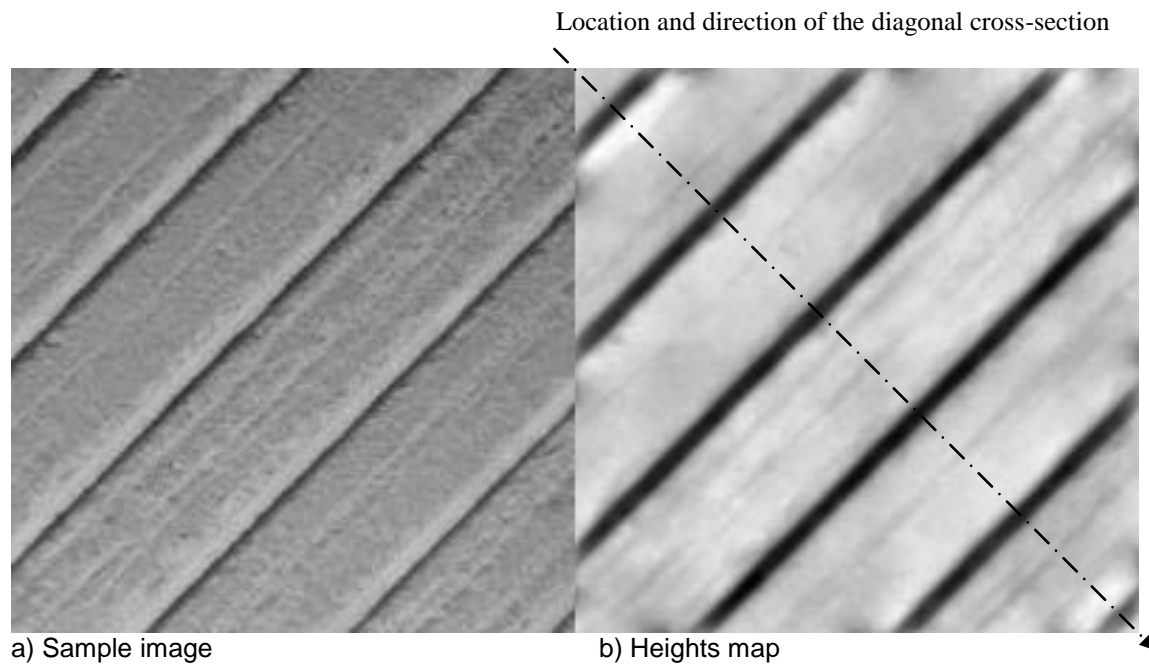 Location and direction of the diagonal cross-section
a) Sample image
b) Heights map